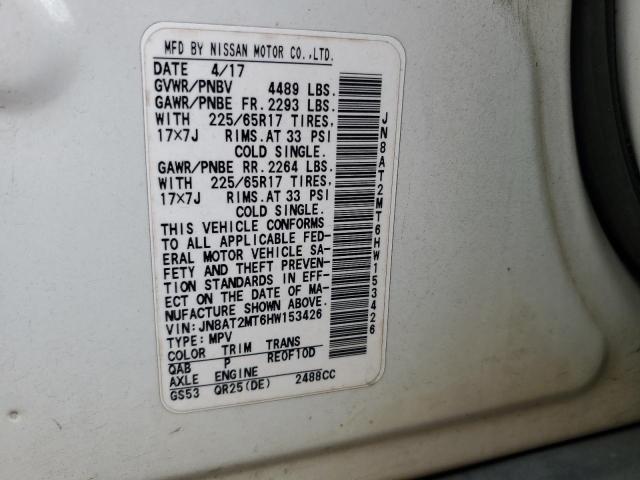 MFD BY NISSAN MOTOR CO.,LTD.
DATE 4/17
GVWR/PNBV 4489 LBS.
GAWR/PNBE FR. 2293 LBS.
WITH 225/65R17 TIRES,
17×7J RIMS.AT 33 PSI
COLD SINGLE.
GAWR/PNBE RR. 2264 LBS.
WITH 225/65R17 TIRES,
17×7J RIMS.AT 33 PSI
COLD SINGLE.
THIS VEHICLE CONFORMS
TO ALL APPLICABLE FED-
ERAL MOTOR VEHICLE SA-
FETY AND THEFT PREVEN-
TION STANDARDS IN EFF-
ECT ON THE DATE OF MA-
NUFACTURE SHOWN ABOVE.
VIN: JN8AT2MT6HW153426
TYPE: MPV
COLOR TRIM TRANS
QAB P RE0F10D
AXLE ENGINE
GS53 QR25(DE) 2488CC
JN8AT2MT6HW153426